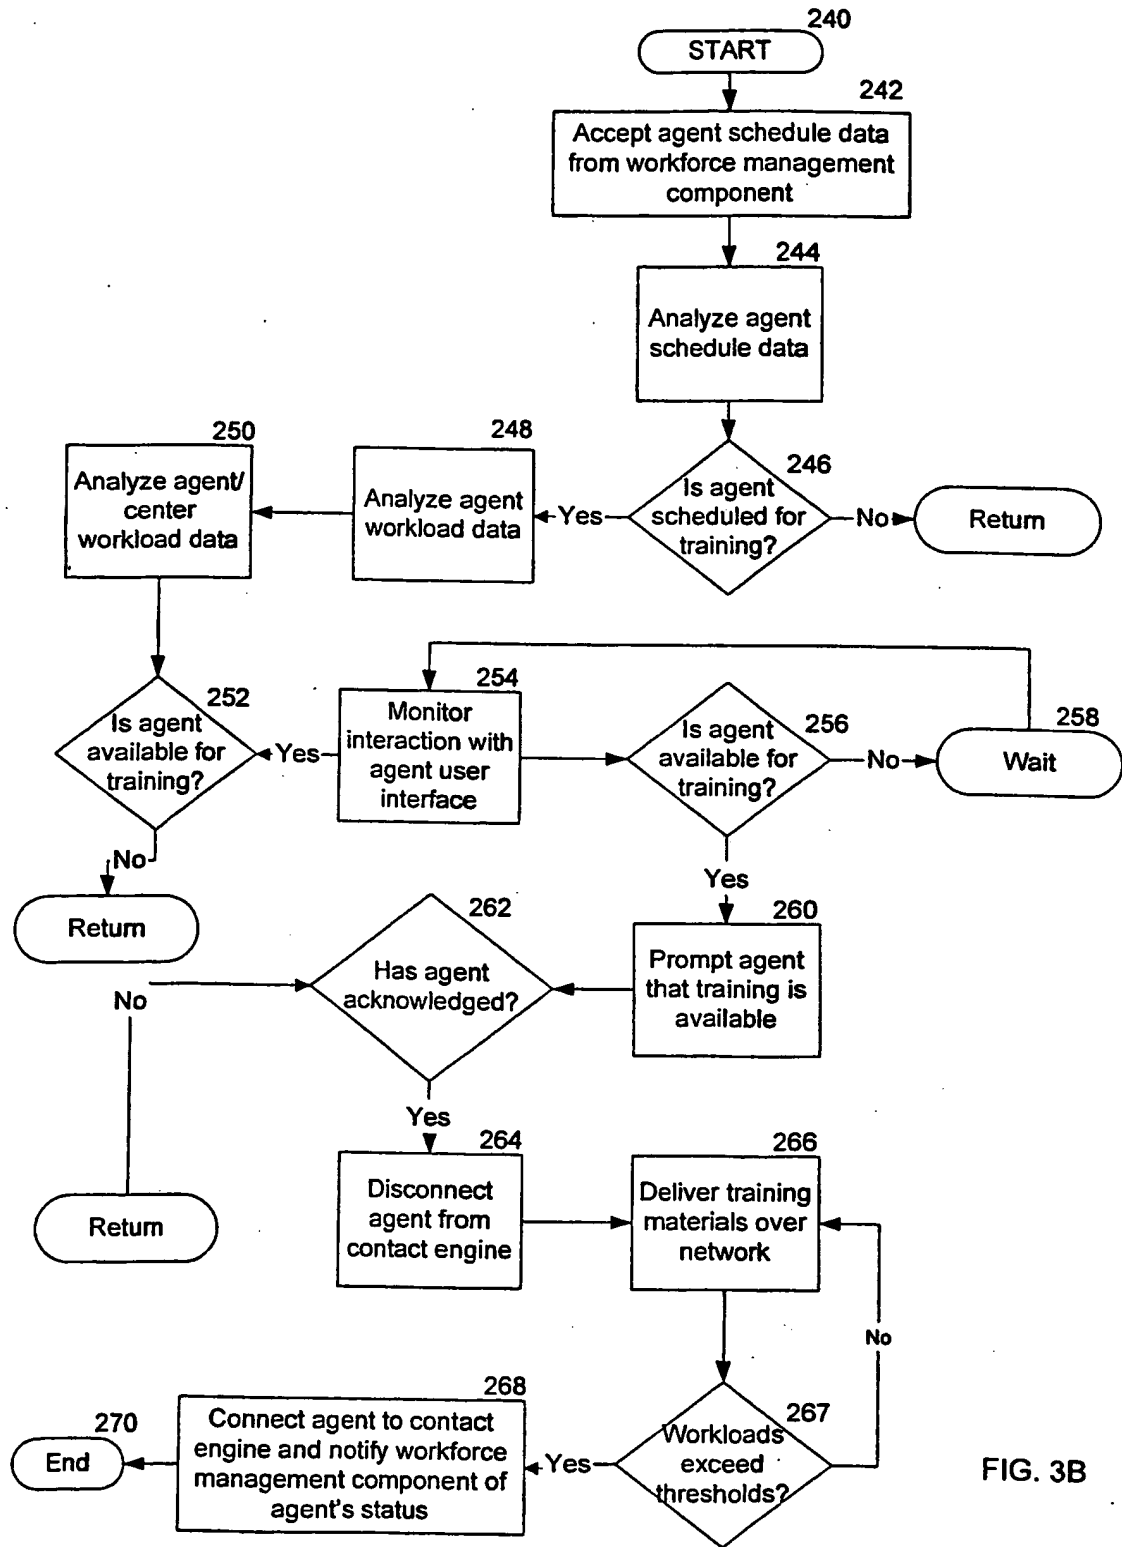 240
START
242
Accept agent schedule data
from workforce management
component
244
Analyze agent
schedule data
246
Is agent
scheduled for
training?
No
Return
Yes
248
Analyze agent
workload data
250
Analyze agent/
center
workload data
252
Is agent
available for
training?
Yes
No
Return
254
Monitor
interaction with
agent user
interface
256
Is agent
available for
training?
No
258
Wait
Yes
260
Prompt agent
that training is
available
262
Has agent
acknowledged?
No
Return
Yes
264
Disconnect
agent from
contact engine
266
Deliver training
materials over
network
No
267
Workloads
exceed
thresholds?
Yes
268
Connect agent to contact
engine and notify workforce
management component of
agent's status
270
End
FIG. 3B